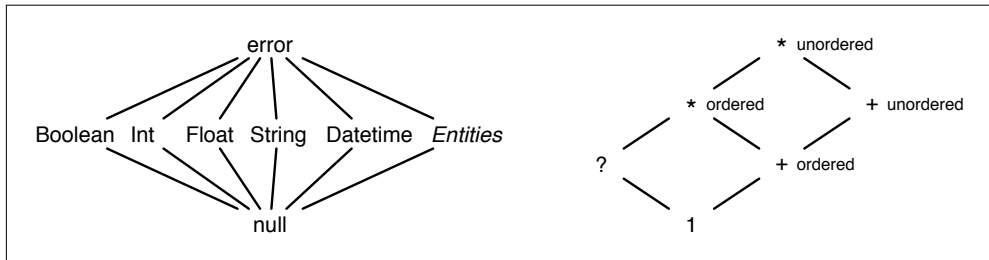 error
Boolean Int Float String Datetime Entities
null
* unordered
* ordered + unordered
? + ordered
1